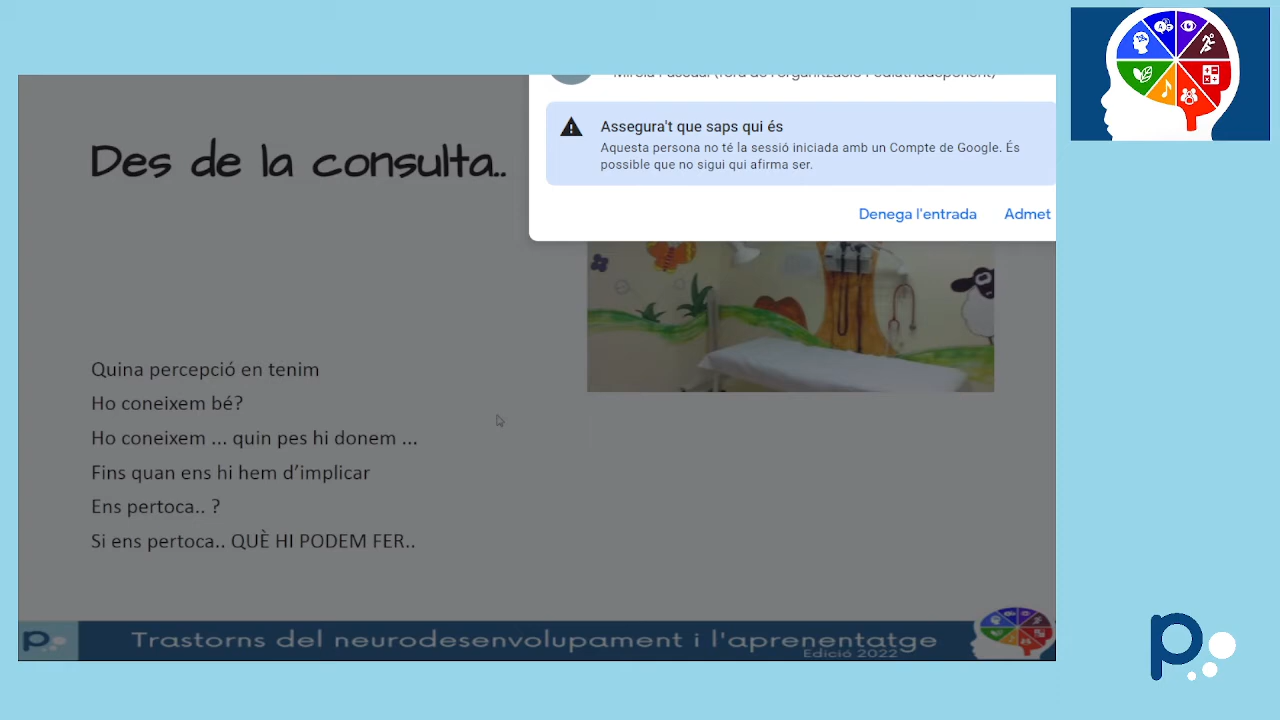 Assegura't que saps qui és
Aquesta persona no té la sessió iniciada amb un Compte de Google. És
possible que no sigui qui afirma ser.
Denega l'entrada
Admet
Des de la consulta..
Quina percepció en tenim
Ho coneixem bé?
Ho coneixem ... quin pes hi donem ...
Fins quan ens hi hem d'implicar
Ens pertoca.. ?
Si ens pertoca.. QUÈ HI PODEM FER..
p
Trastorns del neurodesenvolupament i l'aprenentatge
Edició 2022
p